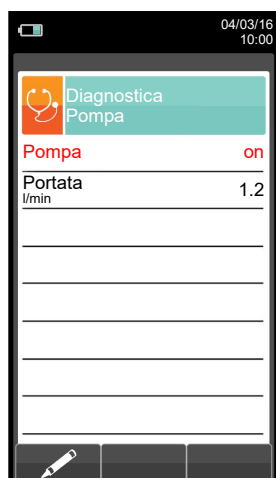 04/03/16
10:00
Diagnostica
Pompa
Pompa on
Portata 1.2
l/min